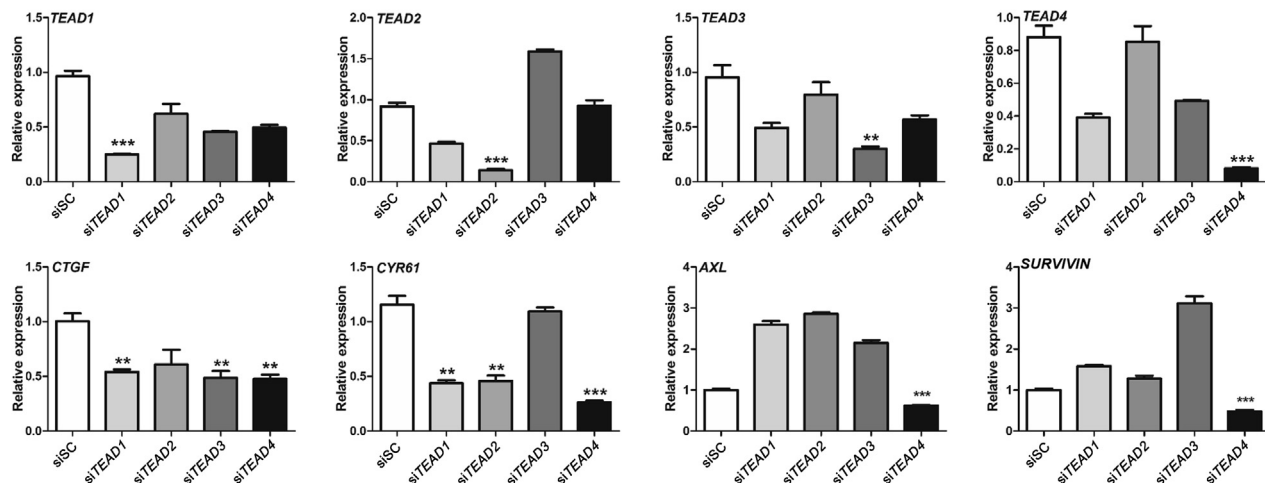 TEAD1
Relative expression
1.5
1.0
0.5
0.0
***
siSC
siTEAD1
siTEAD2
siTEAD3
siTEAD4
TEAD2
Relative expression
2.0
1.5
1.0
0.5
0.0
***
siSC
siTEAD1
siTEAD2
siTEAD3
siTEAD4
TEAD3
Relative expression
1.5
1.0
0.5
0.0
**
siSC
siTEAD1
siTEAD2
siTEAD3
siTEAD4
TEAD4
Relative expression
1.0
0.8
0.6
0.4
0.2
0.0
***
siSC
siTEAD1
siTEAD2
siTEAD3
siTEAD4
CTGF
Relative expression
1.5
1.0
0.5
0.0
**
**
**
siSC
siTEAD1
siTEAD2
siTEAD3
siTEAD4
CYR61
Relative expression
1.5
1.0
0.5
0.0
**
**
***
siSC
siTEAD1
siTEAD2
siTEAD3
siTEAD4
AXL
Relative expression
4
3
2
1
0
***
siSC
siTEAD1
siTEAD2
siTEAD3
siTEAD4
SURVIVIN
Relative expression
4
3
2
1
0
***
siSC
siTEAD1
siTEAD2
siTEAD3
siTEAD4